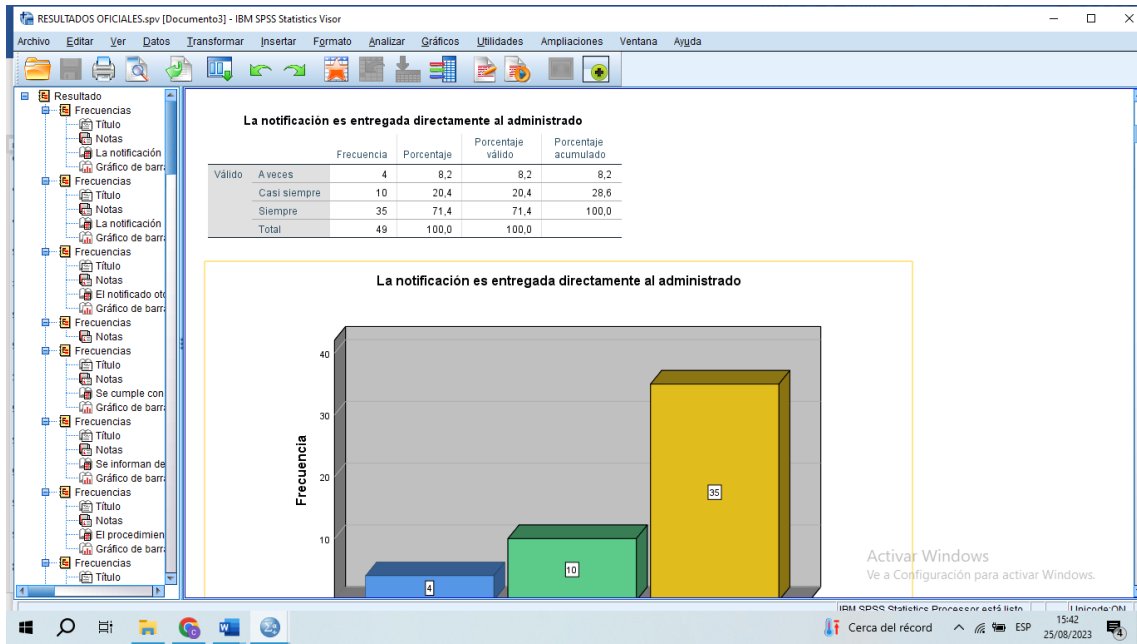 RESULTADOS OFICIALES.spv [Documento3] - IBM SPSS Statistics Visor
Archivo Editar Ver Datos Transformar Insertar Formato Analizar Gráficos Utilidades Ampliaciones Ventana Ayuda
Resultado
Frecuencias
Título
Notas
La notificación
Gráfico de barr
Frecuencias
Título
Notas
La notificación
Gráfico de barr
Frecuencias
Título
Notas
El notificado oto
Gráfico de barr
Frecuencias
Notas
Frecuencias
Título
Notas
Se cumple con
Gráfico de barr
Frecuencias
Título
Notas
Se informan de
Gráfico de barr
Frecuencias
Título
Notas
El procedimien
Gráfico de barr
Frecuencias
Título
La notificación es entregada directamente al administrado
Frecuencia Porcentaje Porcentaje válido Porcentaje acumulado
Válido A veces 4 8,2 8,2 8,2
Casi siempre 10 20,4 20,4 28,6
Siempre 35 71,4 71,4 100,0
Total 49 100,0 100,0
La notificación es entregada directamente al administrado
Frecuencia
40
30
20
10
4
10
35
Activar Windows
Ve a Configuración para activar Windows.
IBM SPSS Statistics Processor está listo Unicode:ON
Cerca del récord ESP 15:42
25/08/2023
4